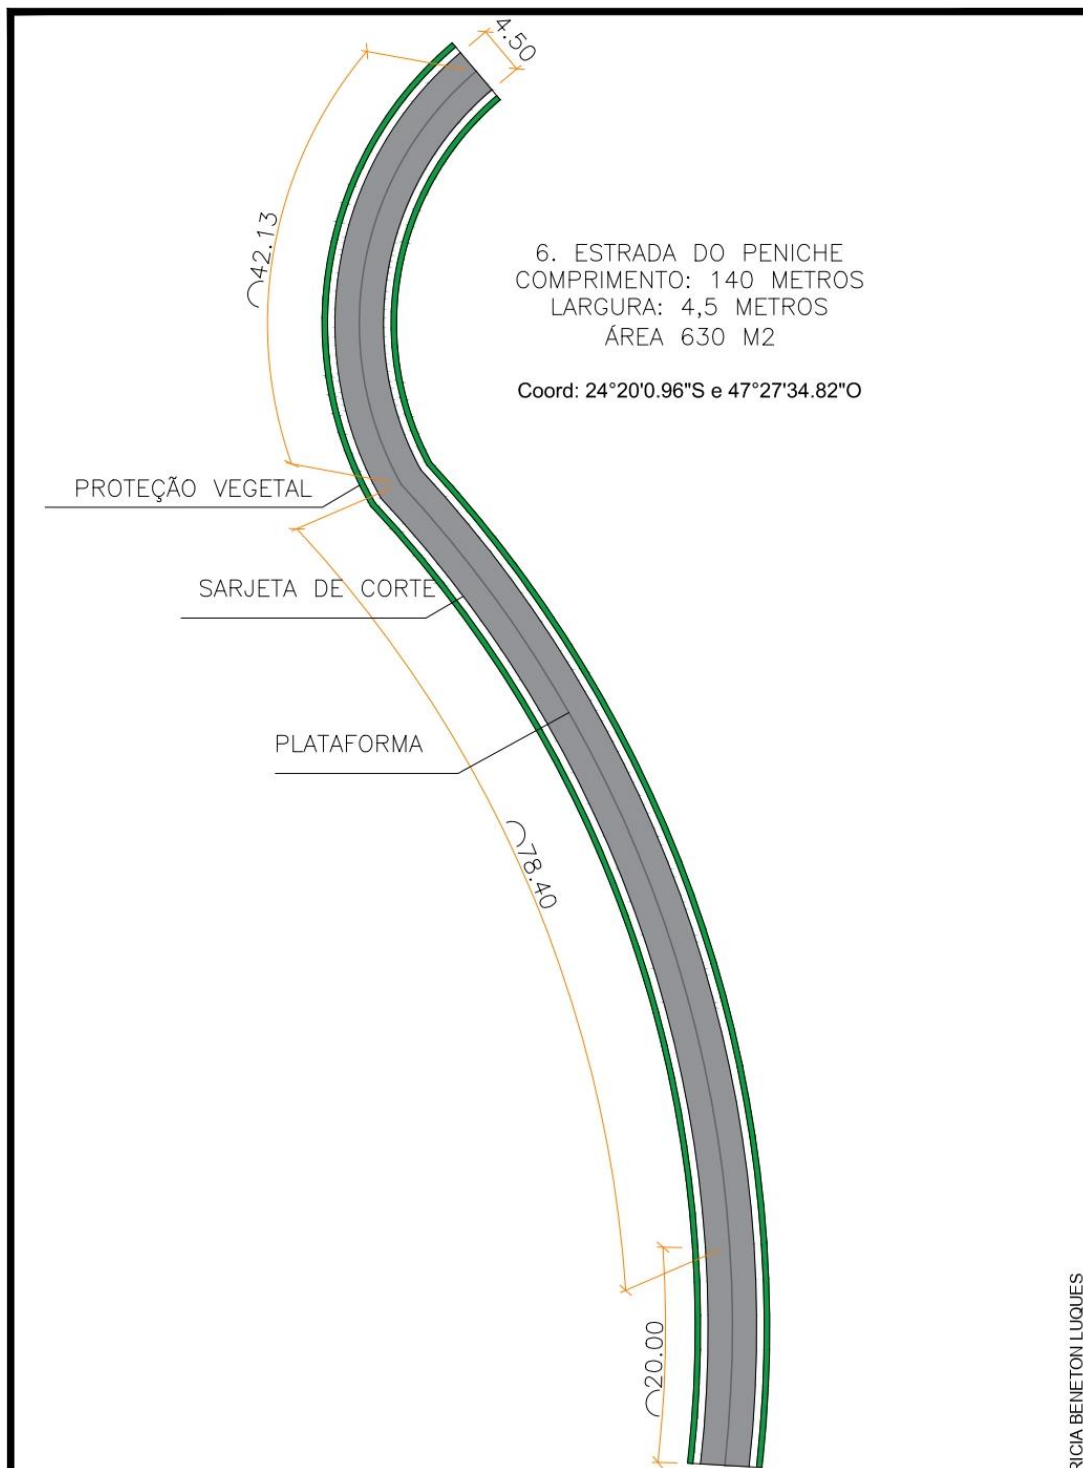 4.50
42.13
6. ESTRADA DO PENICHE
COMPRIMENTO: 140 METROS
LARGURA: 4,5 METROS
ÁREA 630 M2
Coord: 24°20'0.96"S e 47°27'34.82"O
PROTEÇÃO VEGETAL
SARJETA DE CORTE
PLATAFORMA
78.40
20.00
RICIA BENETON LUQUES